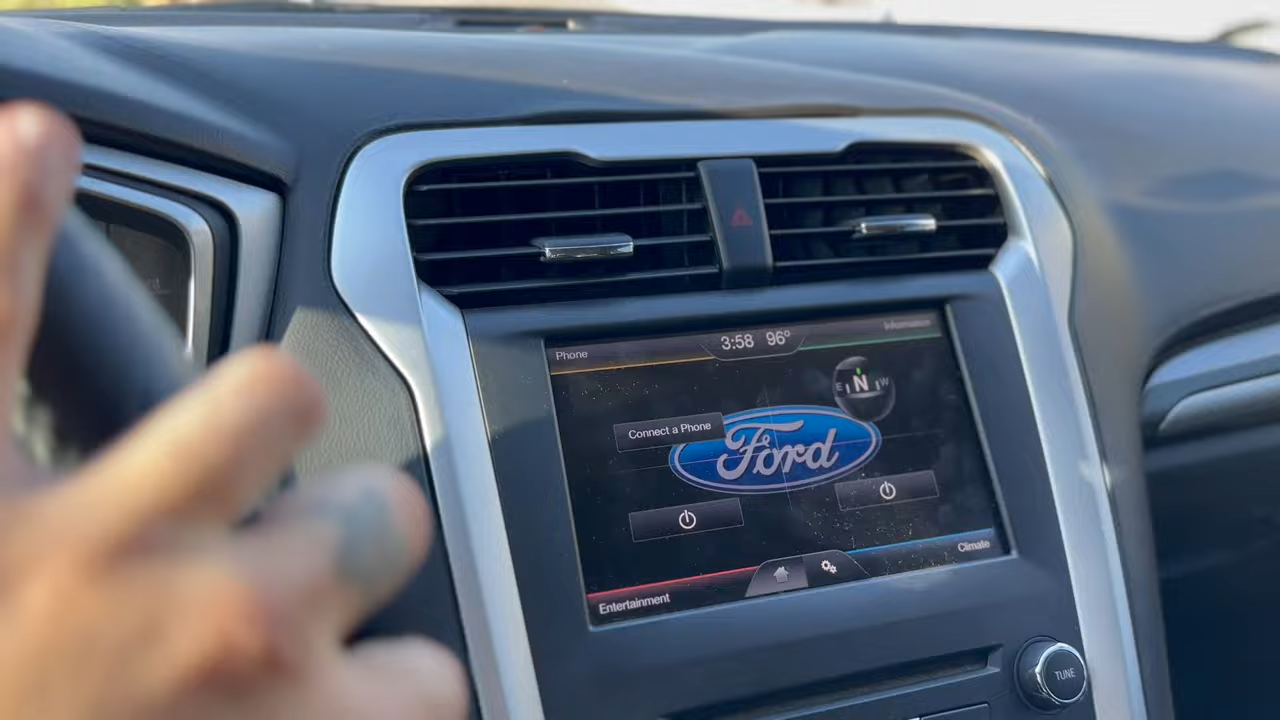 Phone
3:58 96°
Information
E N W
Connect a Phone
Ford
Climate
Entertainment
TUNE